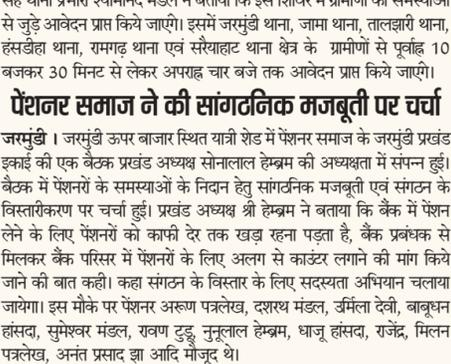 सह थाना प्रभारी श्यामानंद मंडल ने बताया कि इस शिविर में ग्रामीणों की समस्याओं
से जुड़े आवेदन प्राप्त किये जाएंगे। इसमें जरमुंडी थाना, जामा थाना, तालझारी थाना,
हंसडीहा थाना, रामगढ़ थाना एवं सरैयाहाट थाना क्षेत्र के ग्रामीणों से पूर्वाह्न 10
बजकर 30 मिनट से लेकर अपराह्न चार बजे तक आवेदन प्राप्त किये जाएगे।
पेंशनर समाज ने की सांगठनिक मजबूती पर चर्चा
जरमुंडी । जरमुंडी ऊपर बाजार स्थित यात्री शेड में पेंशनर समाज के जरमुंडी प्रखंड
इकाई की एक बैठक प्रखंड अध्यक्ष सोनालाल हेम्ब्रम की अध्यक्षता में संपन्न हुई।
बैठक में पेंशनरों के समस्याओं के निदान हेतु सांगठनिक मजबूती एवं संगठन के
विस्तारीकरण पर चर्चा हुई। प्रखंड अध्यक्ष श्री हेम्ब्रम ने बताया कि बैंक में पेंशन
लेने के लिए पेंशनरों को काफी देर तक खड़ा रहना पड़ता है, बैंक प्रबंधक से
मिलकर बैंक परिसर में पेंशनरों के लिए अलग से काउंटर लगाने की मांग किये
जाने की बात कही। कहा संगठन के विस्तार के लिए सदस्यता अभियान चलाया
जायेगा। इस मौके पर पेंशनर अरूण पत्रलेख, दशरथ मंडल, उर्मिला देवी, बाबूधन
हांसदा, सुमेश्वर मंडल, रावण टुडू, नुनूलाल हेम्ब्रम, धाजू हांसदा, राजेंद्र, मिलन
पत्रलेख, अनंत प्रसाद झा आदि मौजूद थे।